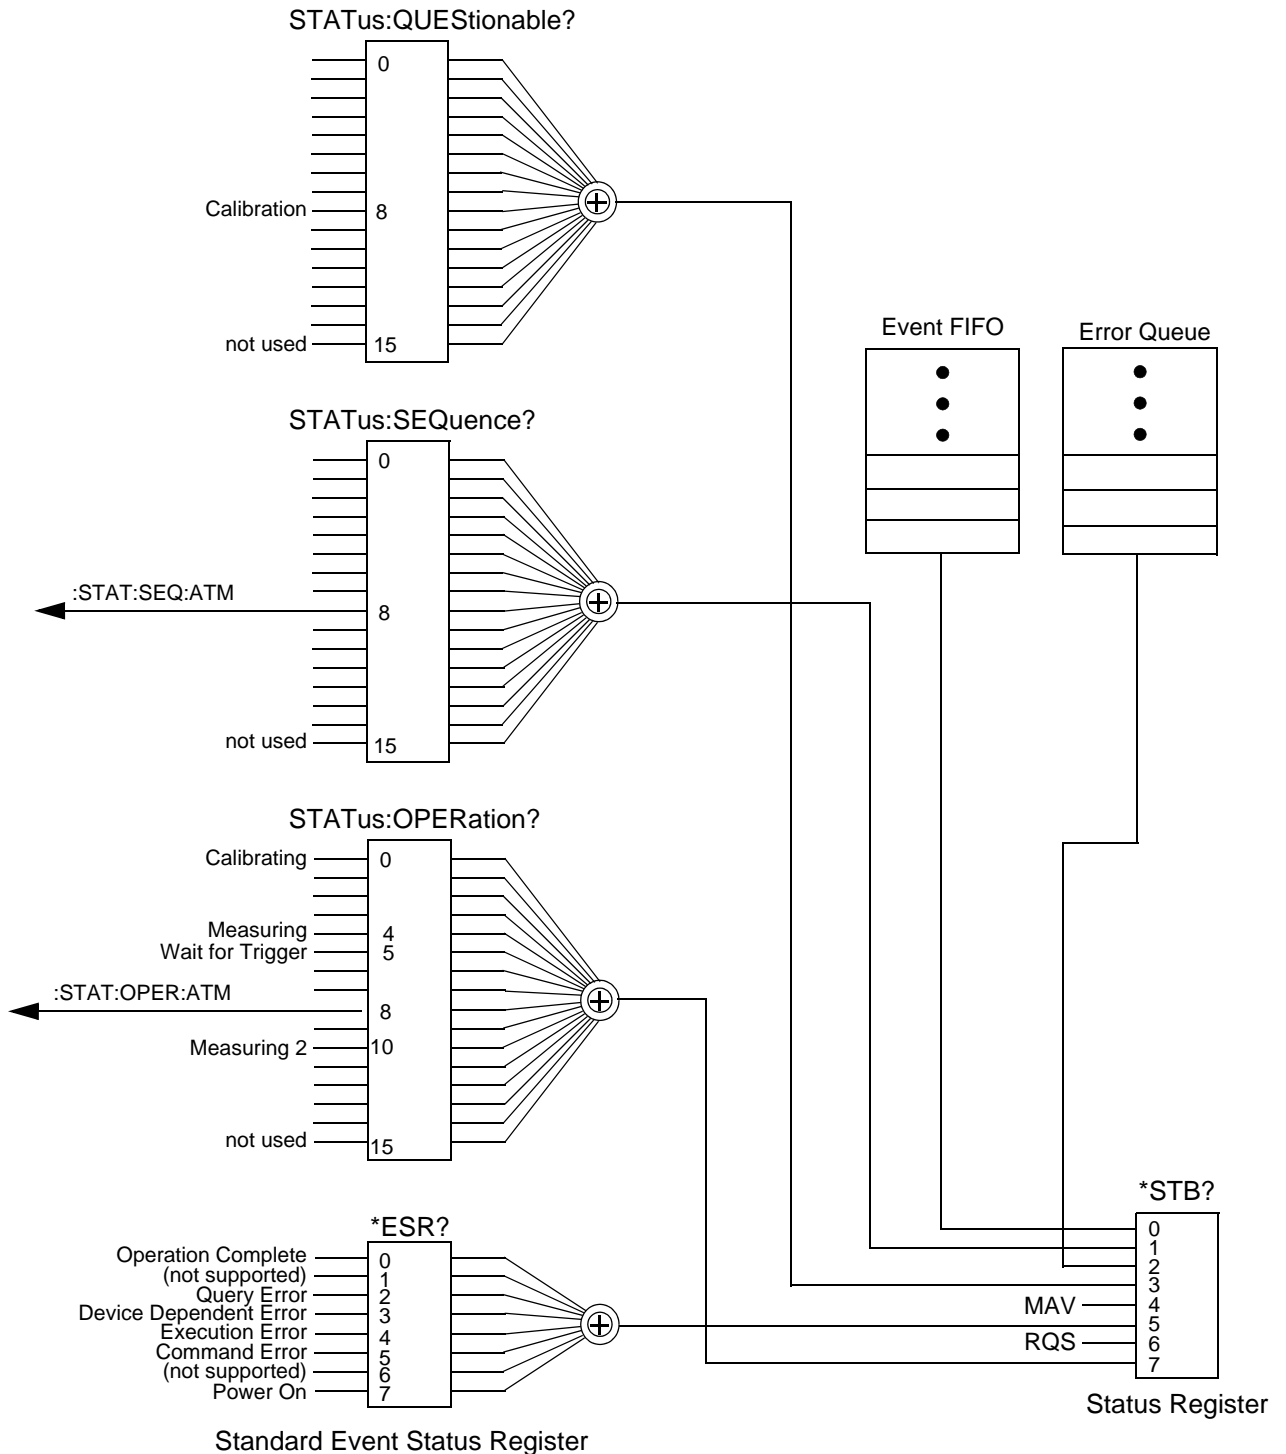 STATus:QUEStionable?
0
Calibration
8
not used
15
Event FIFO
Error Queue
STATus:SEQuence?
0
:STAT:SEQ:ATM
8
not used
15
STATus:OPERation?
Calibrating
0
Measuring
4
Wait for Trigger
5
:STAT:OPER:ATM
8
Measuring 2
10
not used
15
*ESR?
Operation Complete
0
(not supported)
1
Query Error
2
Device Dependent Error
3
Execution Error
4
Command Error
5
(not supported)
6
Power On
7
Standard Event Status Register
*STB?
0
1
2
3
MAV
4
5
RQS
6
7
Status Register